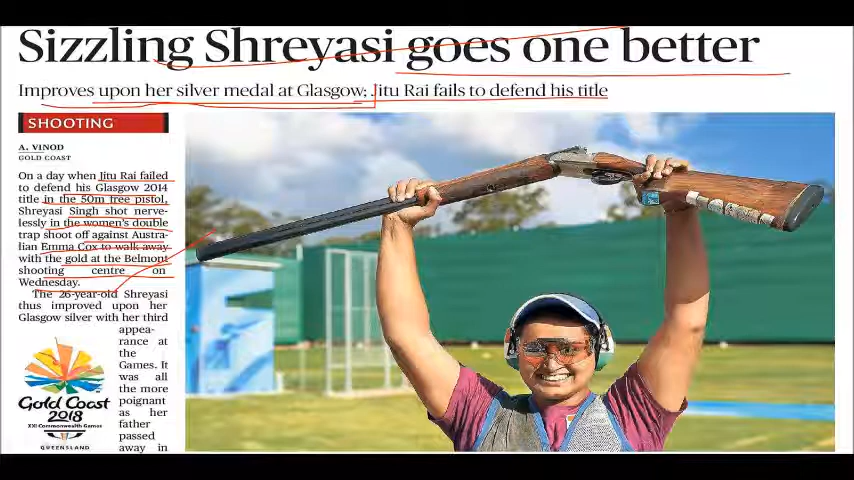 Sizzling Shreyasi goes one better
Improves upon her silver medal at Glasgow; Jitu Rai fails to defend his title
SHOOTING
A. VINOD
GOLD COAST
On a day when Jitu Rai failed
to defend his Glasgow 2014
title in the 50m free pistol,
Shreyasi Singh shot nerve-
lessly in the women's double
trap shoot off against Austra-
lian Emma Cox to walk away
with the gold at the Belmont
shooting centre on
Wednesday.
The 26-year-old Shreyasi
thus improved upon her
Glasgow silver with her third
appea-
rance at
the
Games. It
was all
the more
poignant
as her
father
passed
away in
Gold Coast
2018
XXI Commonwealth Games
QUEENSLAND